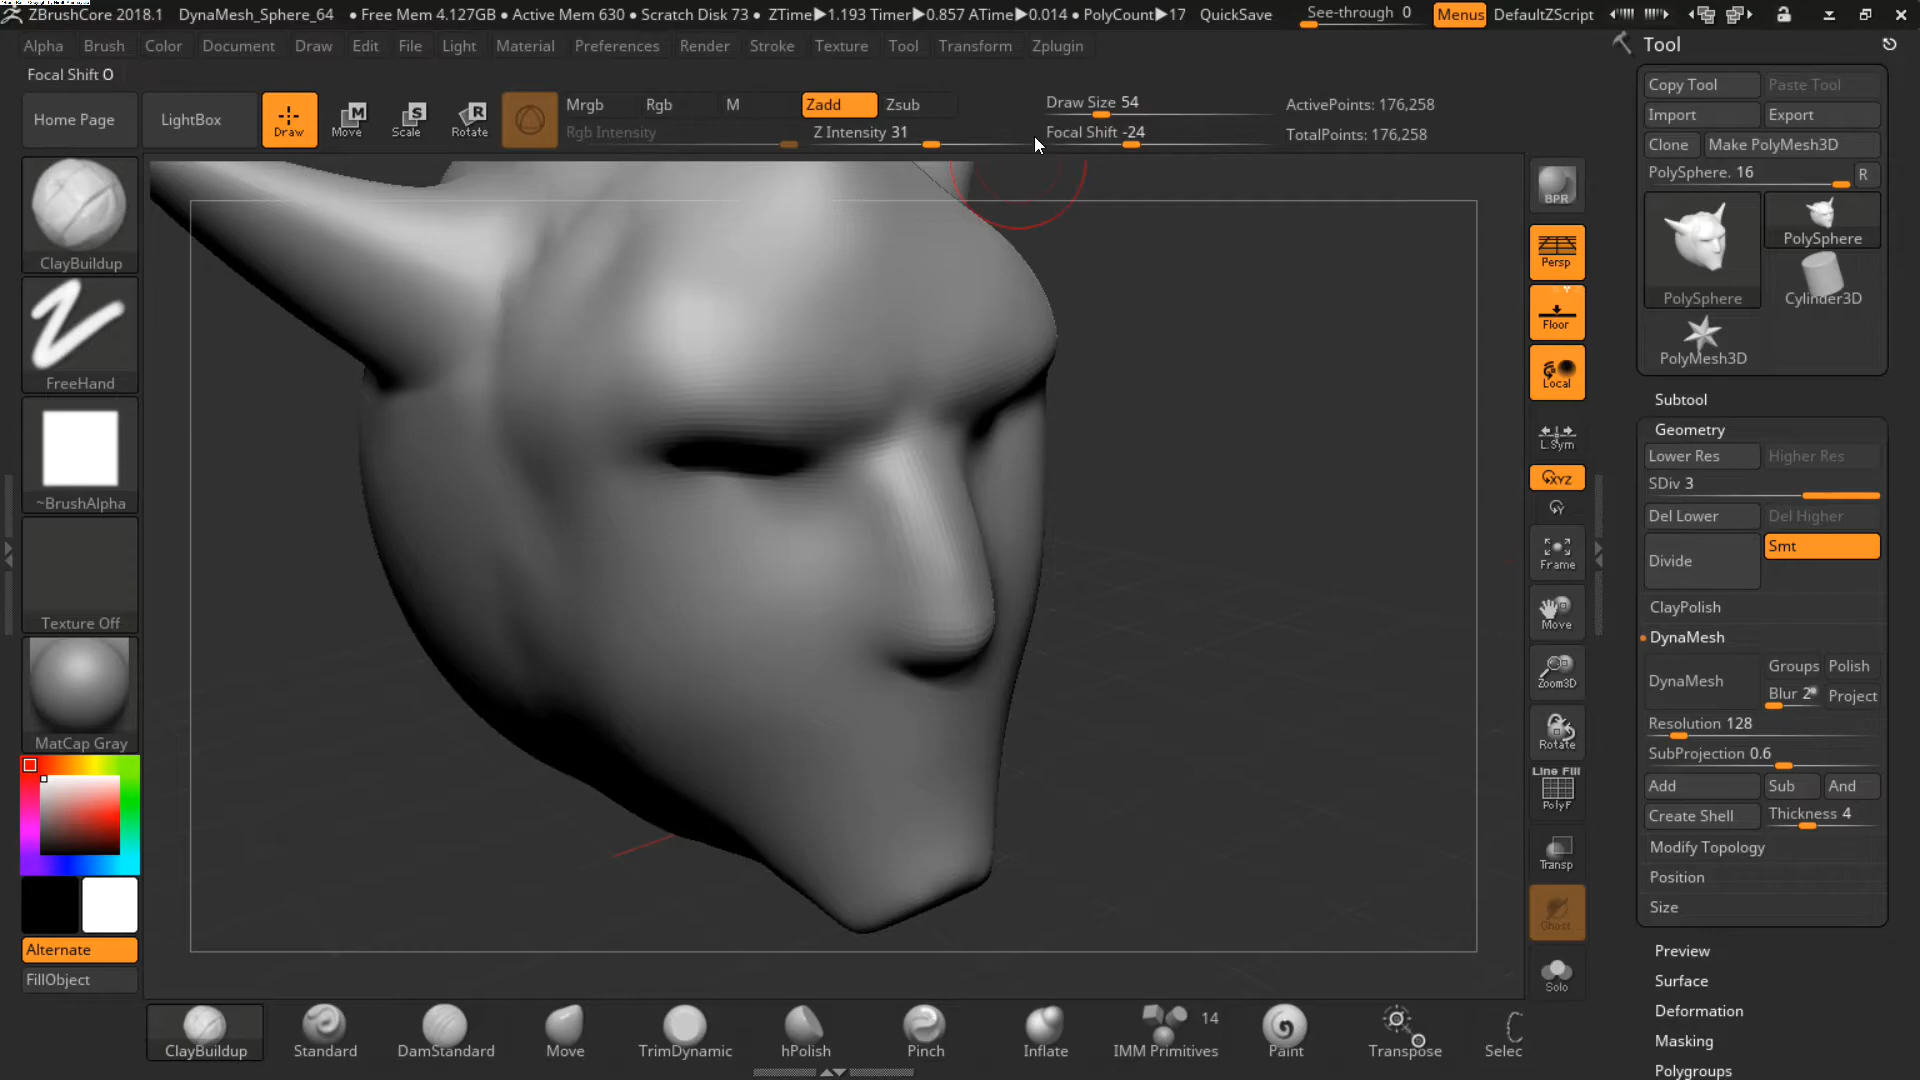 ZBrushCore 2018.1 DynaMesh_Sphere_64 • Free Mem 4.127GB • Active Mem 630 • Scratch Disk 73 • ZTime▶1.193 Timer▶0.857 ATime▶0.014 • PolyCount▶17 QuickSave See-through 0 Menus DefaultZScript
Alpha Brush Color Document Draw Edit File Light Material Preferences Render Stroke Texture Tool Transform Zplugin
Focal Shift 0
Home Page
LightBox
Draw
Move
Scale
Rotate
Mrgb Rgb M Zadd Zsub
Rgb Intensity
Z Intensity 31
Draw Size 54
Focal Shift -24
ActivePoints: 176,258
TotalPoints: 176,258
ClayBuildup
FreeHand
~BrushAlpha
Texture Off
MatCap Gray
Alternate
FillObject
BPR
Persp
Floor
Local
L.Sym
XYZ
Y
Frame
Move
Zoom3D
Rotate
Line Fill
PolyF
Transp
Ghost
Solo
Tool
Copy Tool Paste Tool
Import Export
Clone Make PolyMesh3D
PolySphere. 16 R
PolySphere
PolySphere
Cylinder3D
PolyMesh3D
Subtool
Geometry
Lower Res Higher Res
SDiv 3
Del Lower Del Higher
Divide Smt
ClayPolish
DynaMesh
DynaMesh Groups Polish
Blur 2 Project
Resolution 128
SubProjection 0.6
Add Sub And
Create Shell Thickness 4
Modify Topology
Position
Size
Preview
Surface
Deformation
Masking
Polygroups
ClayBuildup Standard DamStandard Move TrimDynamic hPolish Pinch Inflate IMM Primitives 14 Paint Transpose Selec